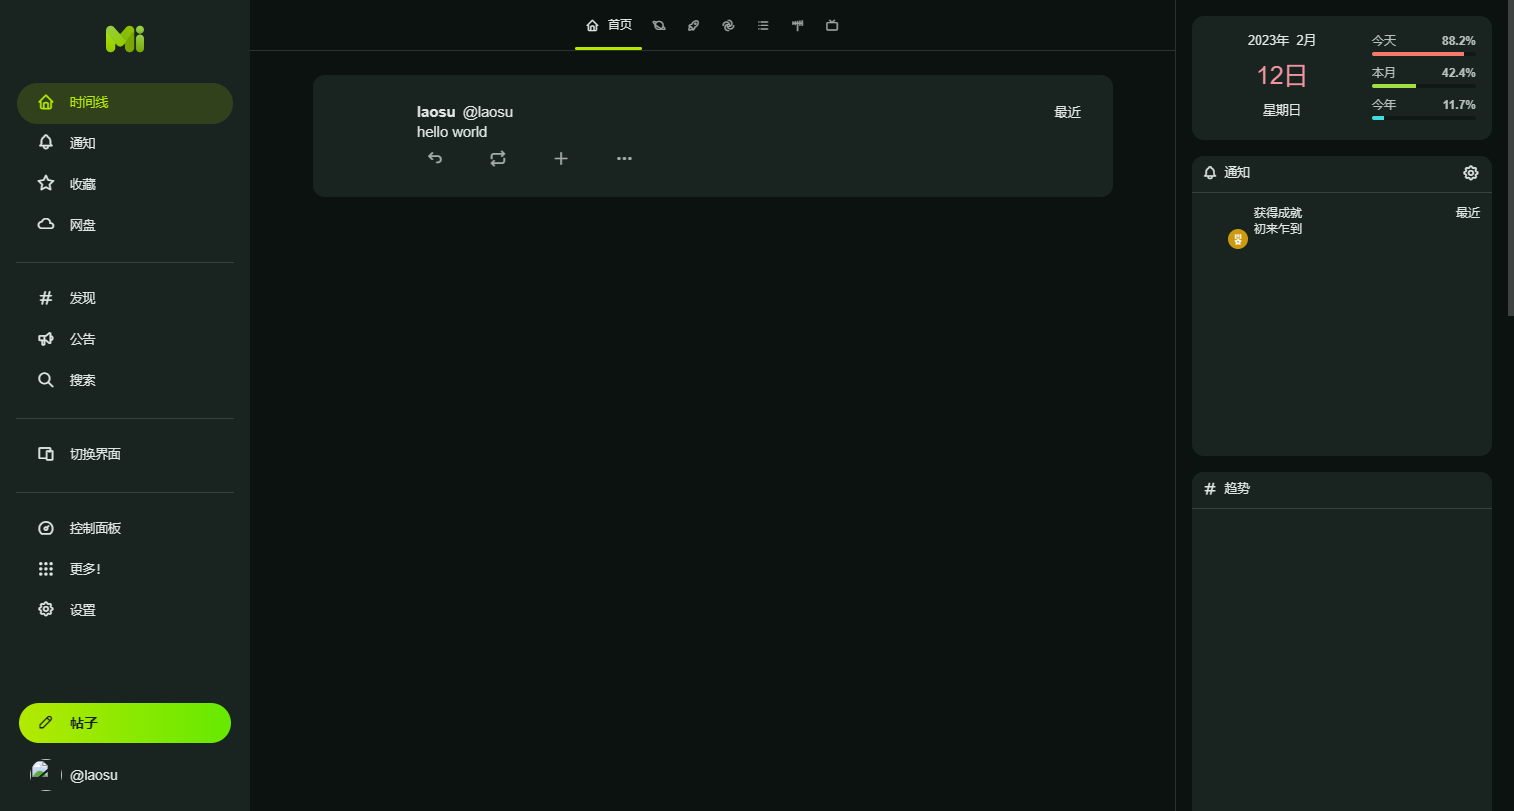 Mi
时间线
通知
收藏
网盘
发现
公告
搜索
切换界面
控制面板
更多!
设置
帖子
@laosu
首页
laosu @laosu 最近
hello world
2023年 2月
12日
星期日
今天 88.2%
本月 42.4%
今年 11.7%
通知
获得成就 最近
初来乍到
趋势